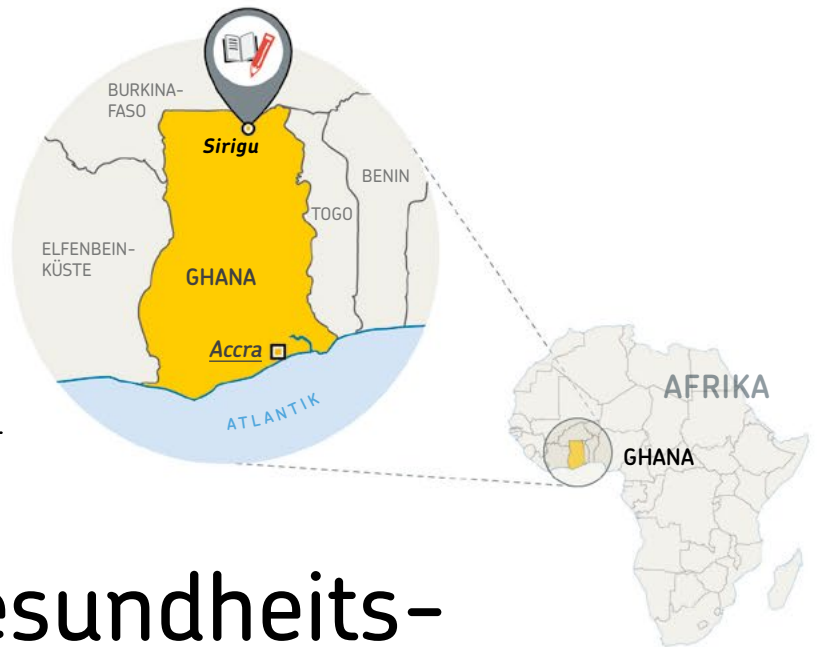 BURKINA-
FASO
Sirigu
BENIN
TOGO
ELFENBEIN-
KÜSTE
GHANA
Accra
ATLANTIK
AFRIKA
GHANA
esundheits-